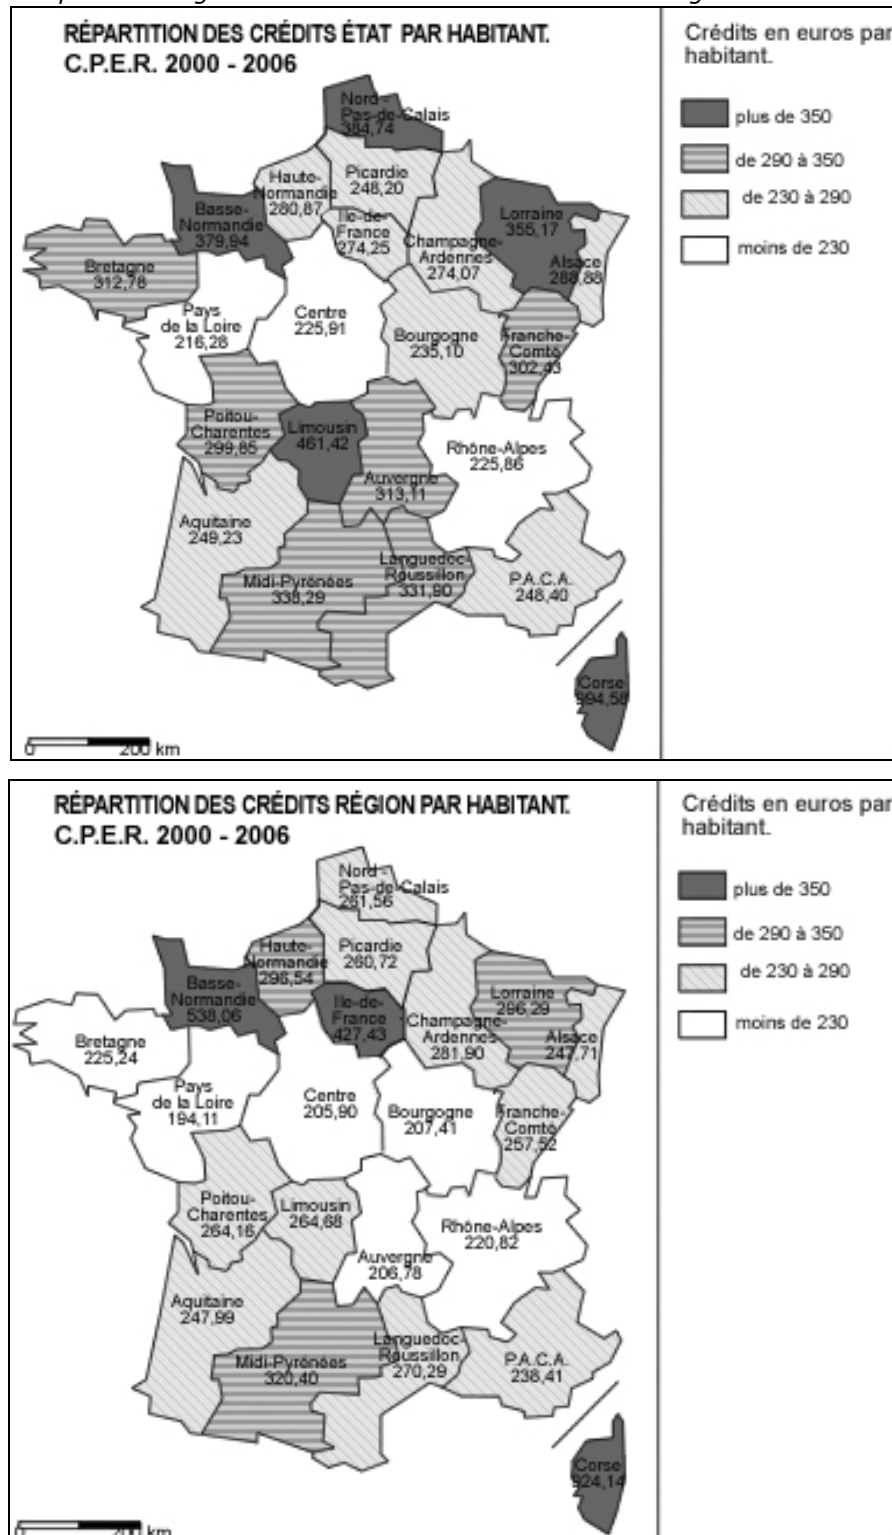 RÉPARTITION DES CRÉDITS ÉTAT PAR HABITANT.
C.P.E.R. 2000 - 2006
Crédits en euros par
habitant.
plus de 350
de 290 à 350
de 230 à 290
moins de 230
Nord -
Pas-de-Calais
384,74
Picardie
248,20
Haute-
Normandie
280,87
Basse-
Normandie
379,94
Ile-de-
France
274,25
Champagne-
Ardennes
274,07
Lorraine
355,17
Alsace
288,88
Bretagne
312,78
Pays
de la Loire
216,28
Centre
225,91
Bourgogne
235,10
Franche-
Comté
302,43
Poitou-
Charentes
299,85
Limousin
461,42
Auvergne
313,11
Rhône-Alpes
225,86
Aquitaine
249,23
Midi-Pyrénées
338,29
Languedoc-
Roussillon
331,90
P.A.C.A.
248,40
Corse
994,58
0 200 km
RÉPARTITION DES CRÉDITS RÉGION PAR HABITANT.
C.P.E.R. 2000 - 2006
Crédits en euros par
habitant.
plus de 350
de 290 à 350
de 230 à 290
moins de 230
Nord -
Pas-de-Calais
261,56
Picardie
260,72
Haute-
Normandie
296,54
Basse-
Normandie
538,06
Ile-de-
France
427,43
Champagne-
Ardennes
281,90
Lorraine
296,29
Alsace
247,71
Bretagne
225,24
Pays
de la Loire
194,11
Centre
205,90
Bourgogne
207,41
Franche-
Comté
257,52
Poitou-
Charentes
264,16
Limousin
264,68
Auvergne
206,78
Rhône-Alpes
220,82
Aquitaine
247,99
Midi-Pyrénées
320,40
Languedoc-
Roussillon
270,29
P.A.C.A.
238,41
Corse
924,14
0 200 km